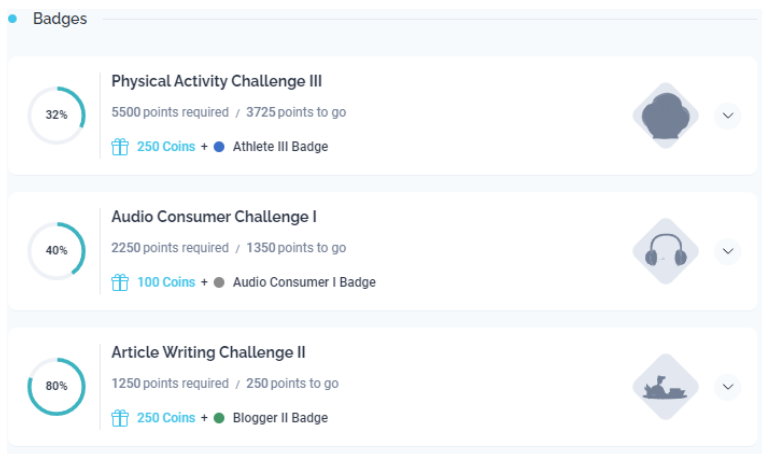 Badges
32%
Physical Activity Challenge III
5500 points required / 3725 points to go
250 Coins + Athlete III Badge
40%
Audio Consumer Challenge I
2250 points required / 1350 points to go
100 Coins + Audio Consumer I Badge
80%
Article Writing Challenge II
1250 points required / 250 points to go
250 Coins + Blogger II Badge